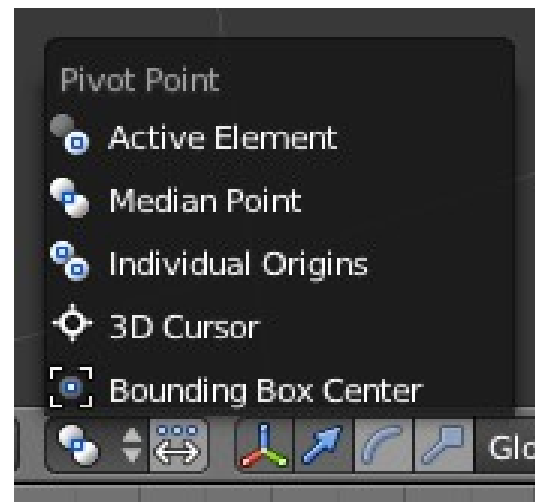 Pivot Point
Active Element
Median Point
Individual Origins
3D Cursor
Bounding Box Center
Glo